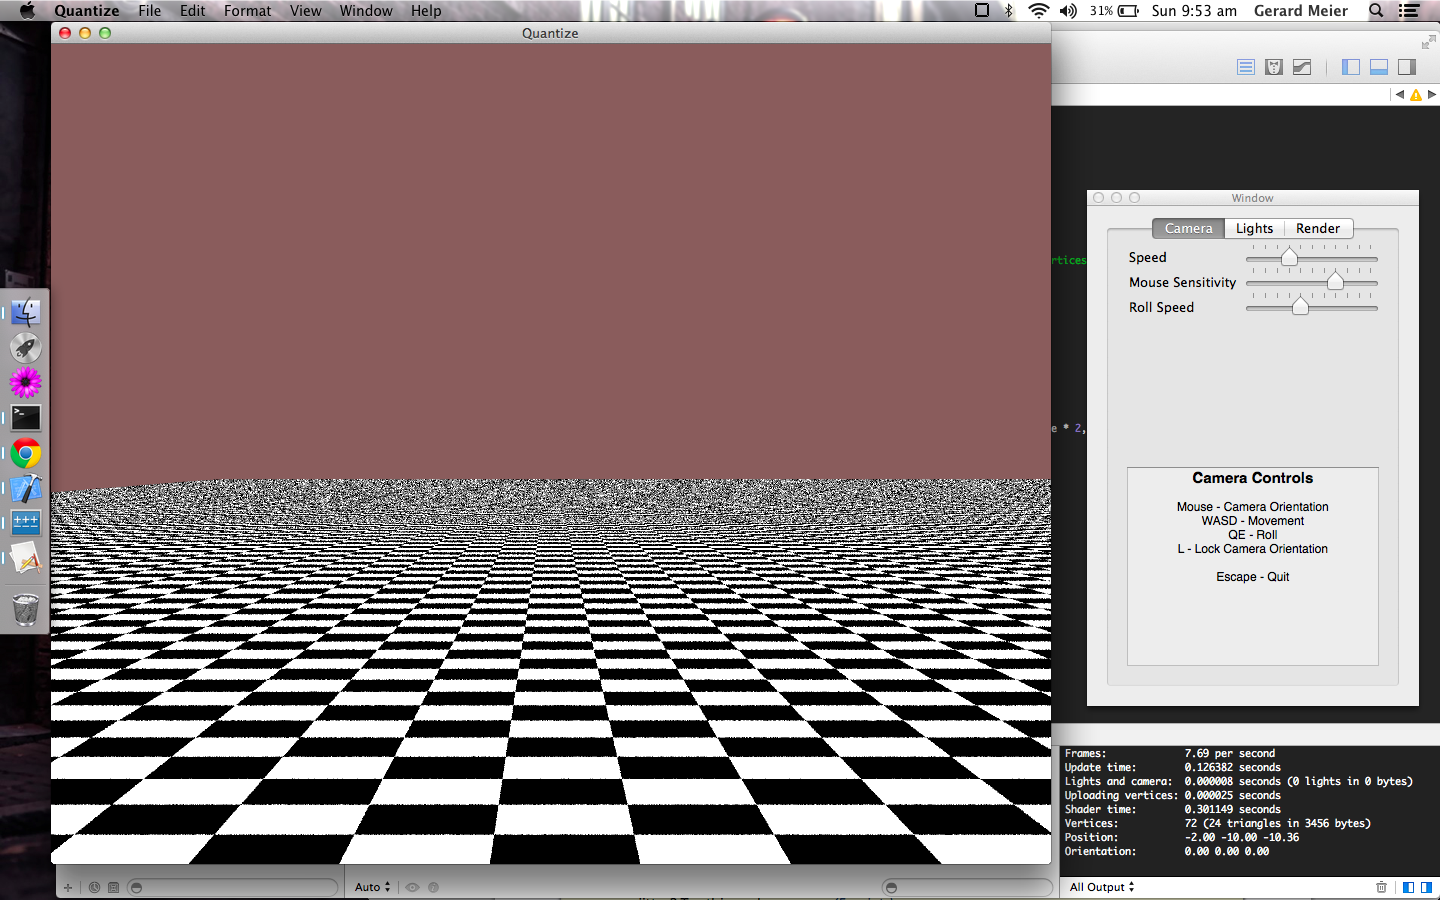 Quantize File Edit Format View Window Help 31% Sun 9:53 am Gerard Meier
Quantize
Window
Camera Lights Render
Speed
Mouse Sensitivity
Roll Speed
rtices
e * 2,
Camera Controls
Mouse - Camera Orientation
WASD - Movement
QE - Roll
L - Lock Camera Orientation
Escape - Quit
Frames: 7.69 per second
Update time: 0.126382 seconds
Lights and camera: 0.000008 seconds (0 lights in 0 bytes)
Uploading vertices: 0.000025 seconds
Shader time: 0.301149 seconds
Vertices: 72 (24 triangles in 3456 bytes)
Position: -2.00 -10.00 -10.36
Orientation: 0.00 0.00 0.00
Auto
All Output